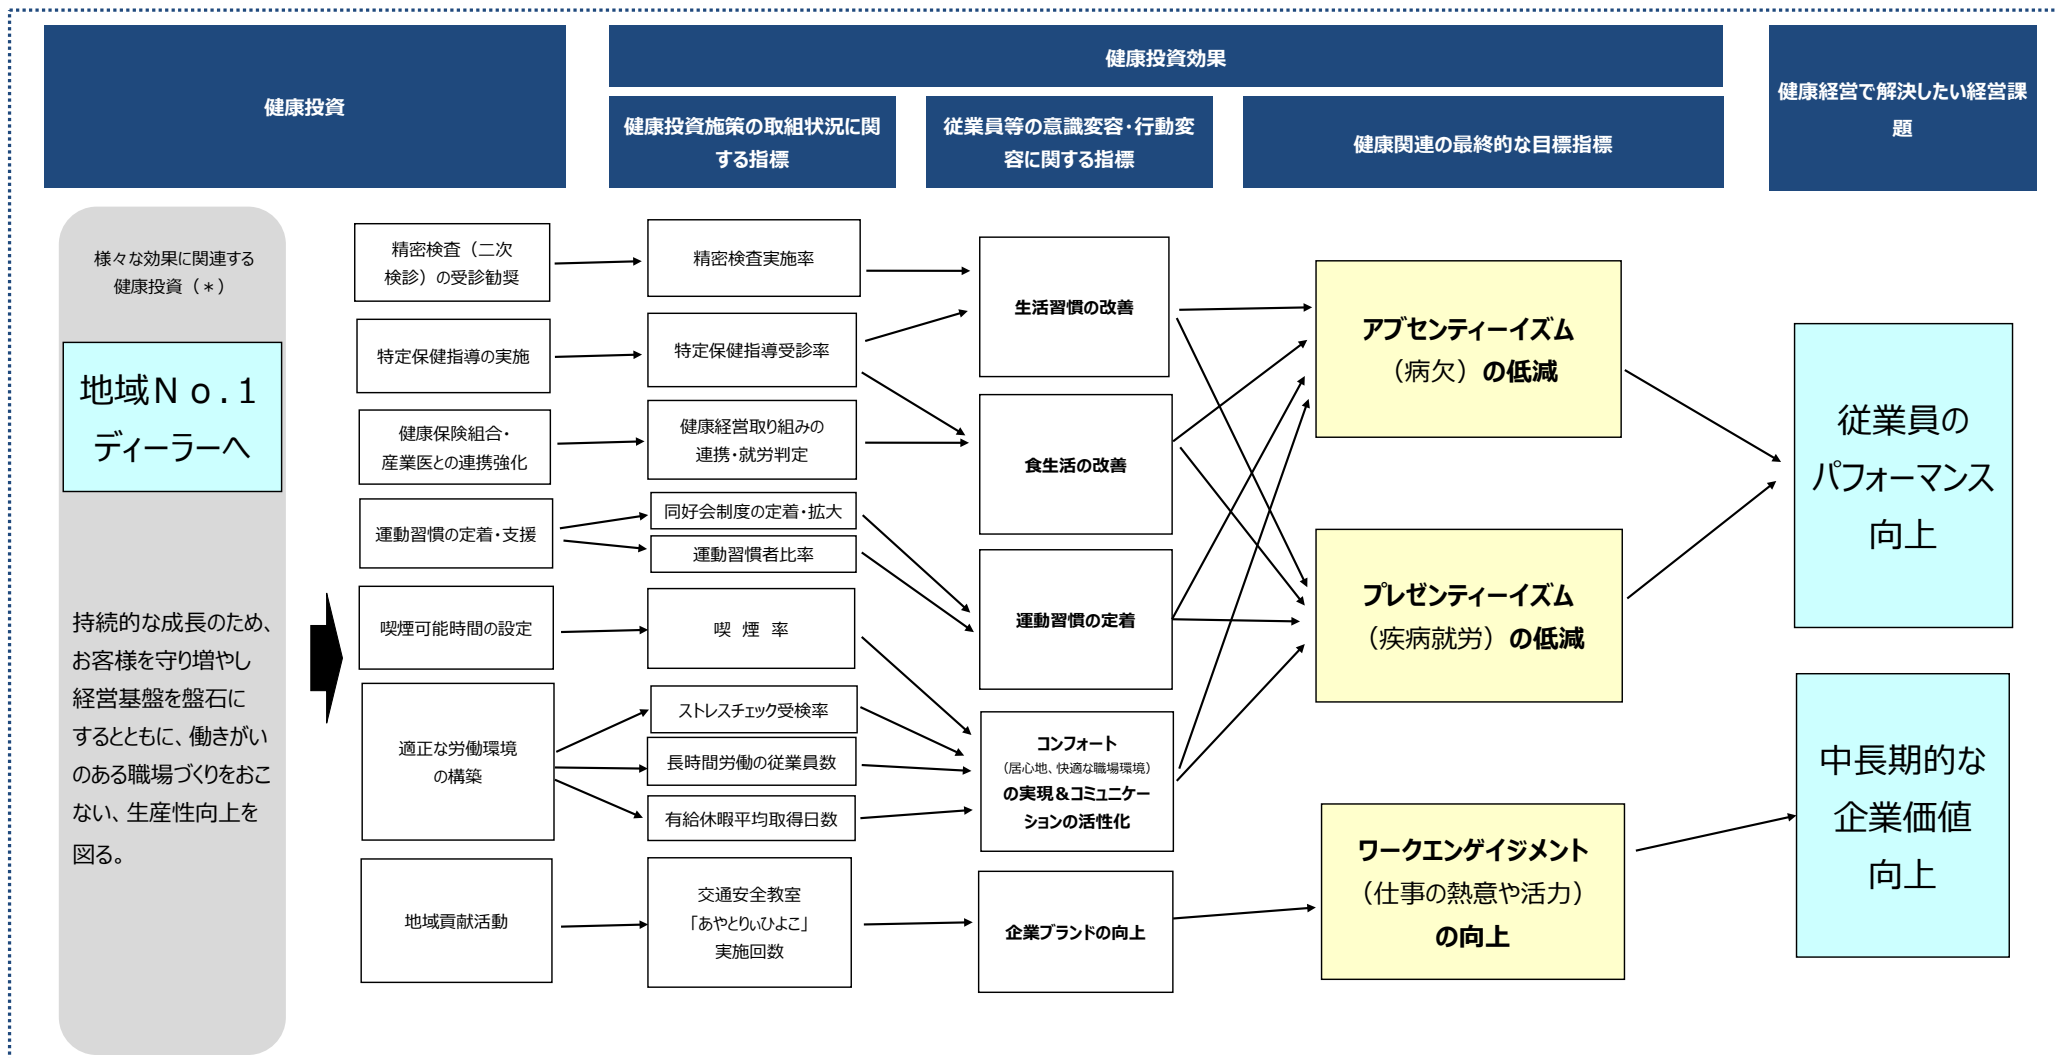 健康投資
健康投資効果
健康投資施策の取組状況に関
する指標
従業員等の意識変容・行動変
容に関する指標
健康関連の最終的な目標指標
健康経営で解決したい経営課
題
様々な効果に関連する
健康投資（＊）
地域Ｎｏ.１
ディーラーへ
持続的な成長のため、
お客様を守り増やし
経営基盤を盤石に
するとともに、働きがい
のある職場づくりをおこ
ない、生産性向上を
図る。
精密検査（二次
検診）の受診勧奨
特定保健指導の実施
健康保険組合・
産業医との連携強化
運動習慣の定着・支援
喫煙可能時間の設定
適正な労働環境
の構築
地域貢献活動
精密検査実施率
特定保健指導受診率
健康経営取り組みの
連携・就労判定
同好会制度の定着・拡大
運動習慣者比率
喫 煙 率
ストレスチェック受検率
長時間労働の従業員数
有給休暇平均取得日数
交通安全教室
「あやとりぃひよこ」
実施回数
生活習慣の改善
食生活の改善
運動習慣の定着
コンフォート
（居心地、快適な職場環境）
の実現＆コミュニケー
ションの活性化
企業ブランドの向上
アブセンティーイズム
（病欠）の低減
プレゼンティーイズム
（疾病就労）の低減
ワークエンゲイジメント
（仕事の熱意や活力）
の向上
従業員の
パフォーマンス
向上
中長期的な
企業価値
向上